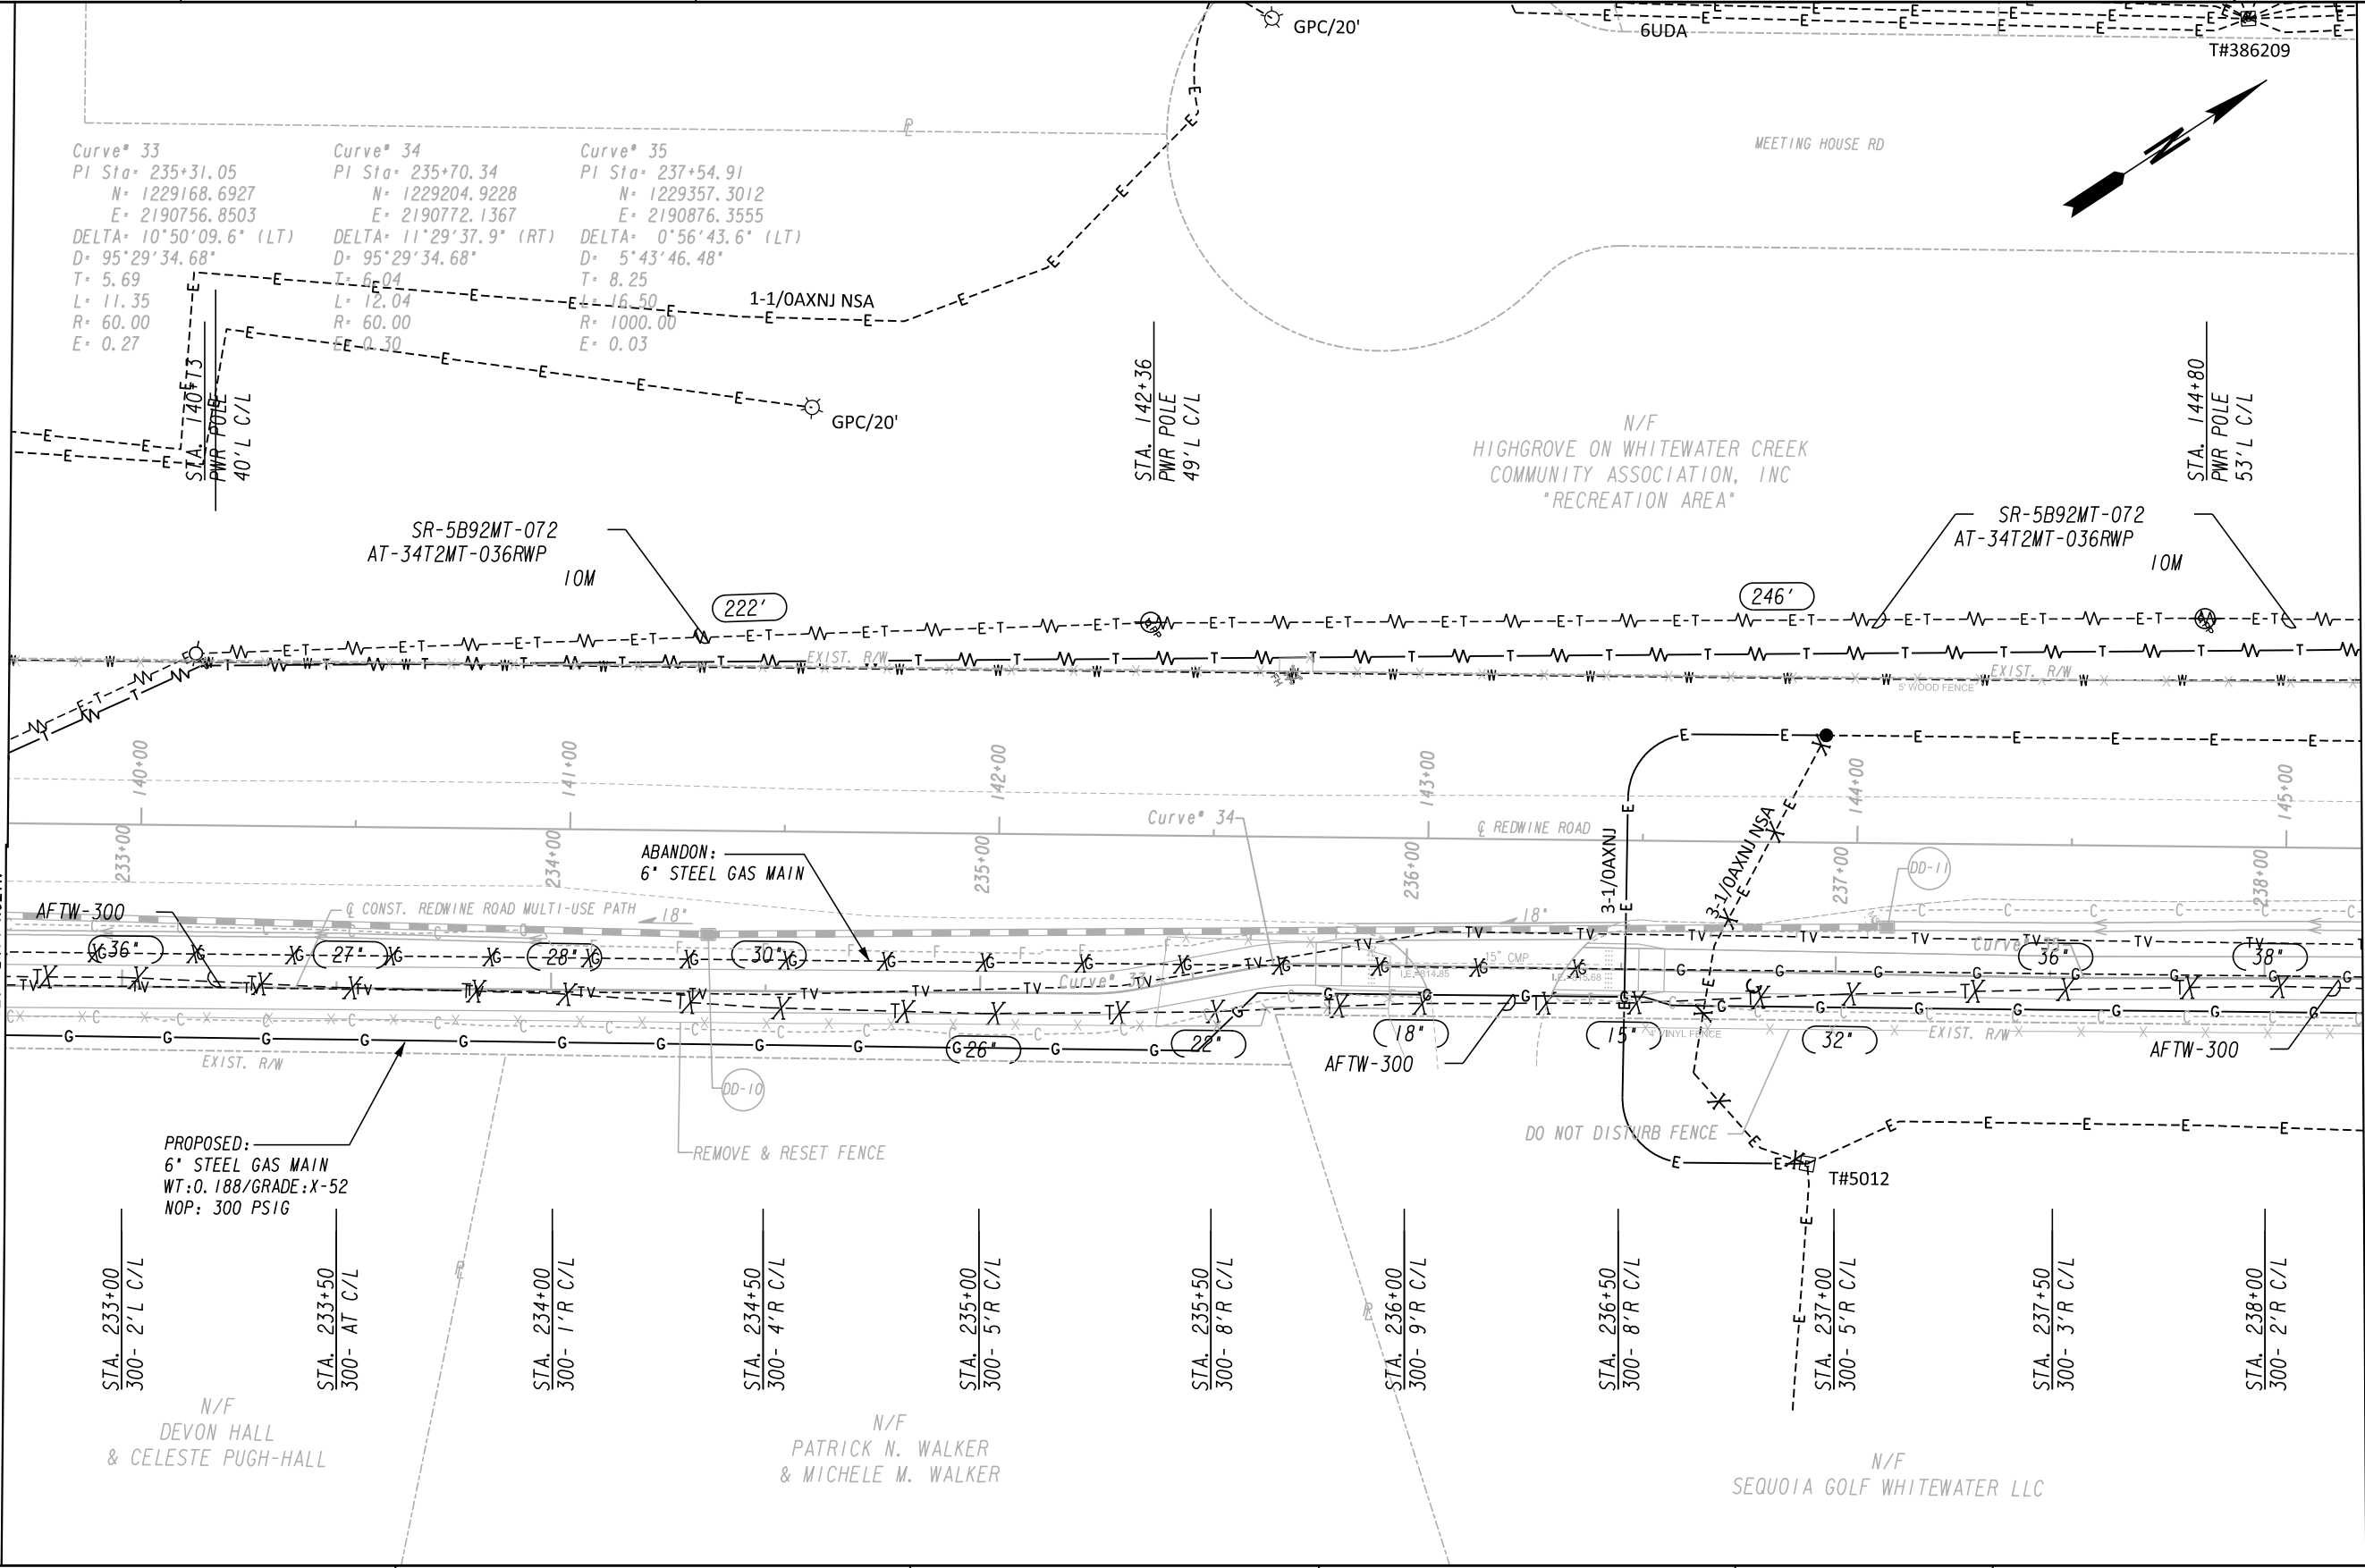 GPC/20'
6UDA
T#386209
MEETING HOUSE RD
N
Curve# 33
PI Sta= 235+31.05
N= 1229168.6927
E= 2190756.8503
DELTA= 10°50'09.6" (LT)
D= 95°29'34.68"
T= 5.69
L= 11.35
R= 60.00
E= 0.27
Curve# 34
PI Sta= 235+70.34
N= 1229204.9228
E= 2190772.1367
DELTA= 11°29'37.9" (RT)
D= 95°29'34.68"
T= 6.04
L= 12.04
R= 60.00
E= 0.30
Curve# 35
PI Sta= 237+54.91
N= 1229357.3012
E= 2190876.3555
DELTA= 0°56'43.6" (LT)
D= 5°43'46.48"
T= 8.25
L= 16.50
R= 1000.00
E= 0.03
1-1/0AXNJ NSA
GPC/20'
STA. 140+13
PWR POLE
40'L C/L
STA. 142+36
PWR POLE
49'L C/L
STA. 144+80
PWR POLE
53'L C/L
N/F
HIGHGROVE ON WHITEWATER CREEK
COMMUNITY ASSOCIATION, INC
"RECREATION AREA"
SR-5B92MT-072
AT-34T2MT-036RWP
10M
SR-5B92MT-072
AT-34T2MT-036RWP
10M
222'
246'
EXIST. R/W
EXIST. R/W
5' WOOD FENCE
140+00
141+00
142+00
143+00
144+00
145+00
Curve# 34
℄ REDWINE ROAD
3-1/0AXNJ
3-1/0AXNJ NSA
233+00
234+00
235+00
236+00
237+00
238+00
ABANDON:
6" STEEL GAS MAIN
DD-11
AFTW-300
℄ CONST. REDWINE ROAD MULTI-USE PATH
18"
18"
36"
27"
28"
30"
36"
38"
15" CMP
Curve# 33
I.E.=814.85
26"
22"
18"
15"
32"
VINYL FENCE
EXIST. R/W
EXIST. R/W
AFTW-300
AFTW-300
DD-10
REMOVE & RESET FENCE
DO NOT DISTURB FENCE
T#5012
PROPOSED:
6" STEEL GAS MAIN
WT:0.188/GRADE:X-52
NOP: 300 PSIG
STA. 233+00
300- 2'L C/L
STA. 233+50
300- AT C/L
STA. 234+00
300- 1'R C/L
STA. 234+50
300- 4'R C/L
STA. 235+00
300- 5'R C/L
STA. 235+50
300- 8'R C/L
STA. 236+00
300- 9'R C/L
STA. 236+50
300- 8'R C/L
STA. 237+00
300- 5'R C/L
STA. 237+50
300- 3'R C/L
STA. 238+00
300- 2'R C/L
N/F
DEVON HALL
& CELESTE PUGH-HALL
N/F
PATRICK N. WALKER
& MICHELE M. WALKER
N/F
SEQUOIA GOLF WHITEWATER LLC